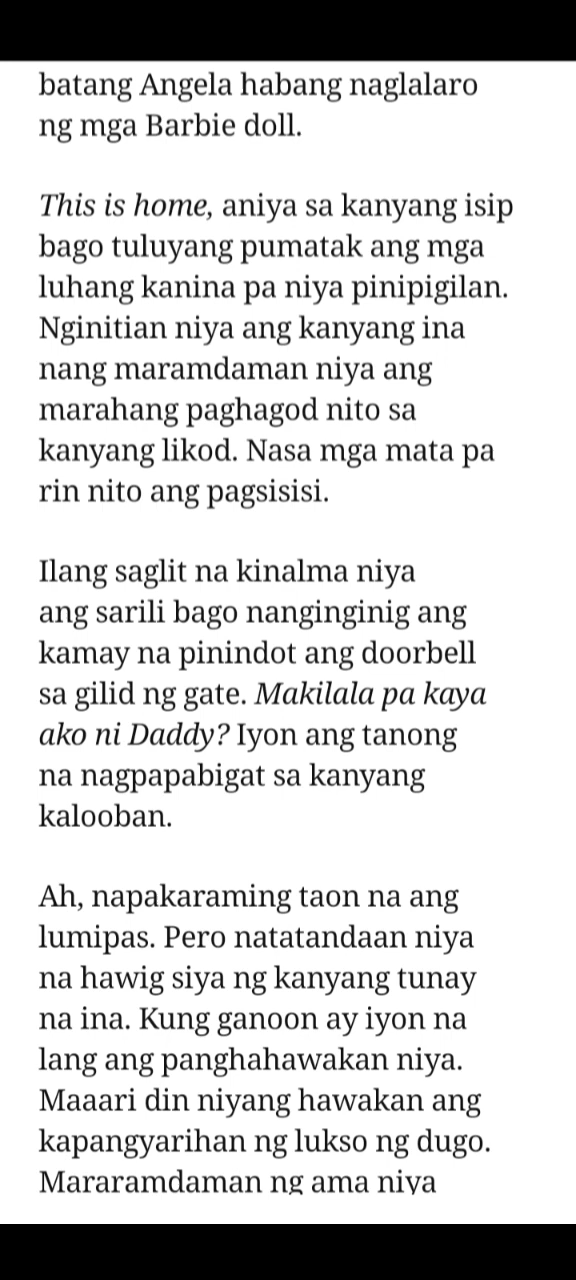 batang Angela habang naglalaro
ng mga Barbie doll.
This is home, aniya sa kanyang isip
bago tuluyang pumatak ang mga
luhang kanina pa niya pinipigilan.
Nginitian niya ang kanyang ina
nang maramdaman niya ang
marahang paghagod nito sa
kanyang likod. Nasa mga mata pa
rin nito ang pagsisisi.
Ilang saglit na kinalma niya
ang sarili bago nanginginig ang
kamay na pinindot ang doorbell
sa gilid ng gate. Makilala pa kaya
ako ni Daddy? Iyon ang tanong
na nagpapabigat sa kanyang
kalooban.
Ah, napakaraming taon na ang
lumipas. Pero natatandaan niya
na hawig siya ng kanyang tunay
na ina. Kung ganoon ay iyon na
lang ang panghahawakan niya.
Maaari din niyang hawakan ang
kapangyarihan ng lukso ng dugo.
Mararamdaman ng ama niya